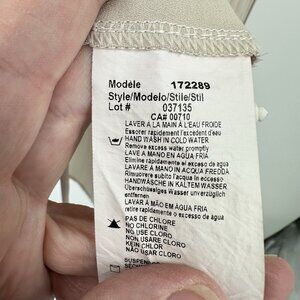 Modèle 172289
Style/Modelo/Stile/Stil
Lot # 037135
CA# 00710
LAVER A LA MAIN À L'EAU FROIDE
Essorer rapidement l'excedent d'eau
HAND WASH IN COLD WATER
Remove excess water promptly
LAVE A MANO EN AGUA FRIA
Elimine rápidamente el exceso de agua
LAVARE A MANO IN ACQUA FREDDA
Rimuovere subito l'acqua in eccesso
HANDWÄSCHE IN KALTEM WASSER
Überschüssiges Wasser unverzüglich
entfernen
LAVAR À MÃO EM ÁGUA FRIA
retire rapidamente o excesso de agua
PAS DE CHLORE
NO CHLORINE
NO USE CLORO
NON USARE CLORO
KEIN CHLOR
NÃO USAR CLORO